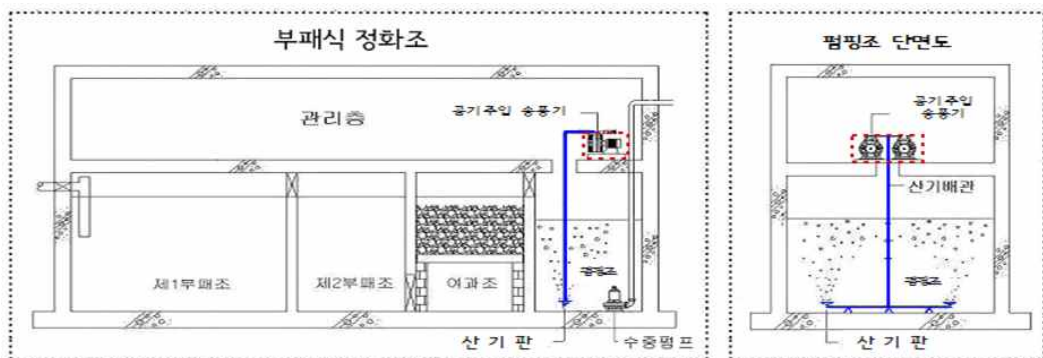 부패식 정화조
관리층
공기주입 송풍기
제1부패조
제2부패조
여과조
펌핑조
산 기 판
수중펌프
펌핑조 단면도
공기주입
송풍기
산기배관
펌핑조
산 기 판